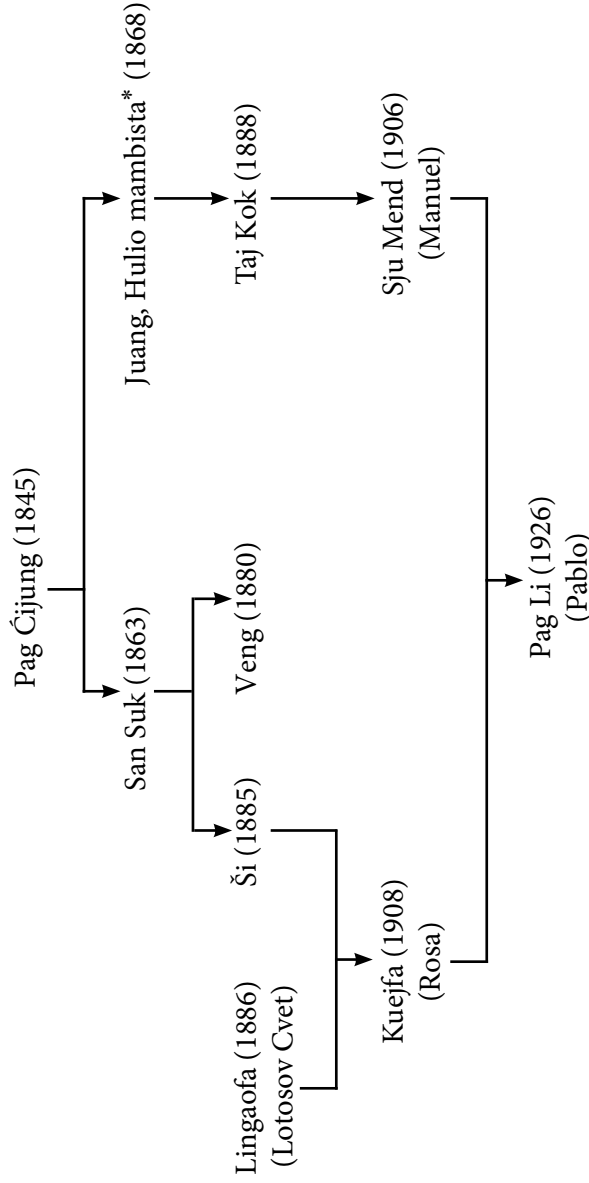 Pag Ćijung (1845)
San Suk (1863)
Juang, Hulio mambista* (1868)
Lingaofa (1886)
(Lotosov Cvet)
Ši (1885)
Veng (1880)
Taj Kok (1888)
Kuejfa (1908)
(Rosa)
Sju Mend (1906)
(Manuel)
Pag Li (1926)
(Pablo)